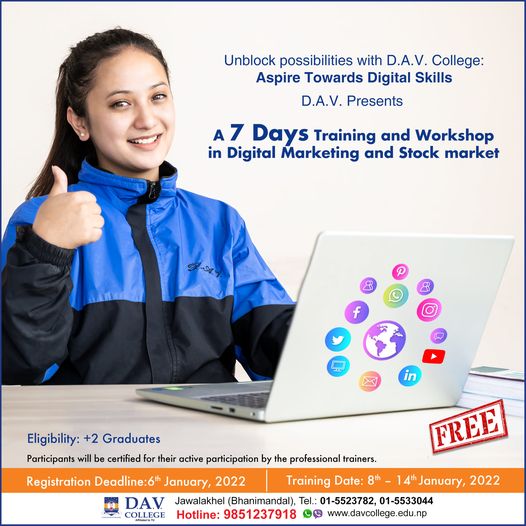 Unblock possibilities with D.A.V. College:
Aspire Towards Digital Skills
D.A.V. Presents
A 7 Days Training and Workshop
in Digital Marketing and Stock market
in
FREE
Eligibility: +2 Graduates
Participants will be certified for their active participation by the professional trainers.
Registration Deadline:6th January, 2022
Training Date: 8th – 14th January, 2022
DAV
COLLEGE
Jawalakhel (Bhanimandal), Tel.: 01-5523782, 01-5533044
Hotline: 9851237918 www.davcollege.edu.np